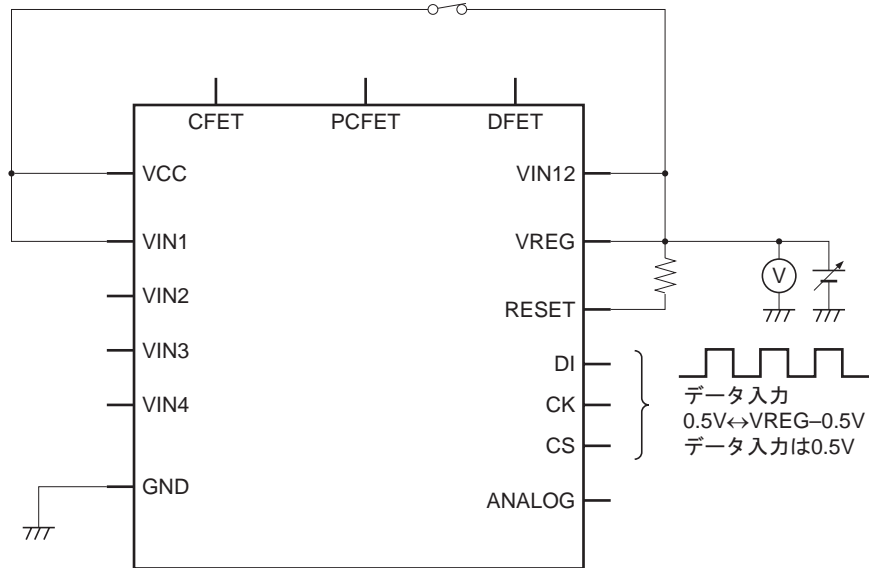 CFET PCFET DFET
VCC VIN12
VIN1 VREG
V
VIN2
RESET
VIN3
DI
VIN4 CK
CS
GND
ANALOG
データ入力
0.5V↔VREG–0.5V
データ入力は0.5V